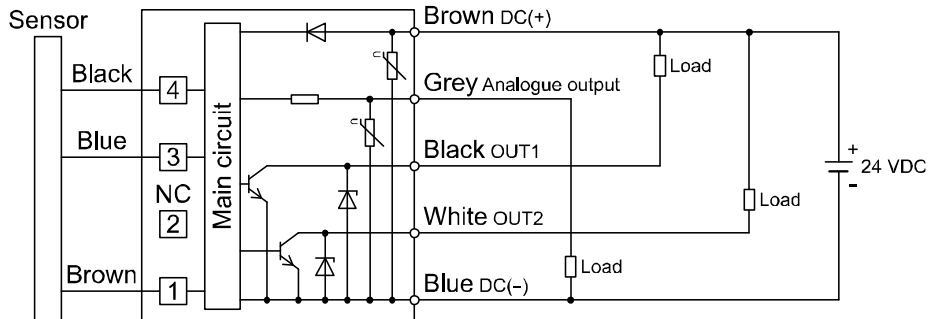 Sensor
Black
4
Blue
3
NC
2
Brown
1
Main circuit
U
U
Brown DC(+)
Grey Analogue output
Black OUT1
White OUT2
Blue DC(-)
Load
Load
Load
+
24 VDC
-